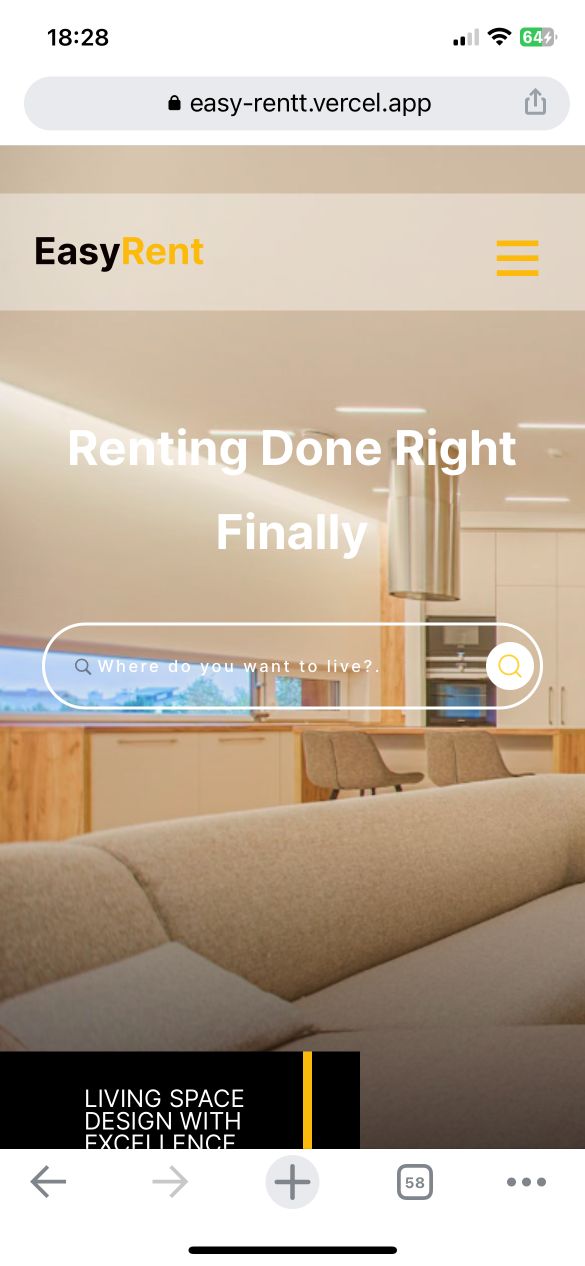 18:28
64
easy-rentt.vercel.app
EasyRent
Renting Done Right
Finally
Where do you want to live?.
LIVING SPACE
DESIGN WITH
EXCELLENCE
58